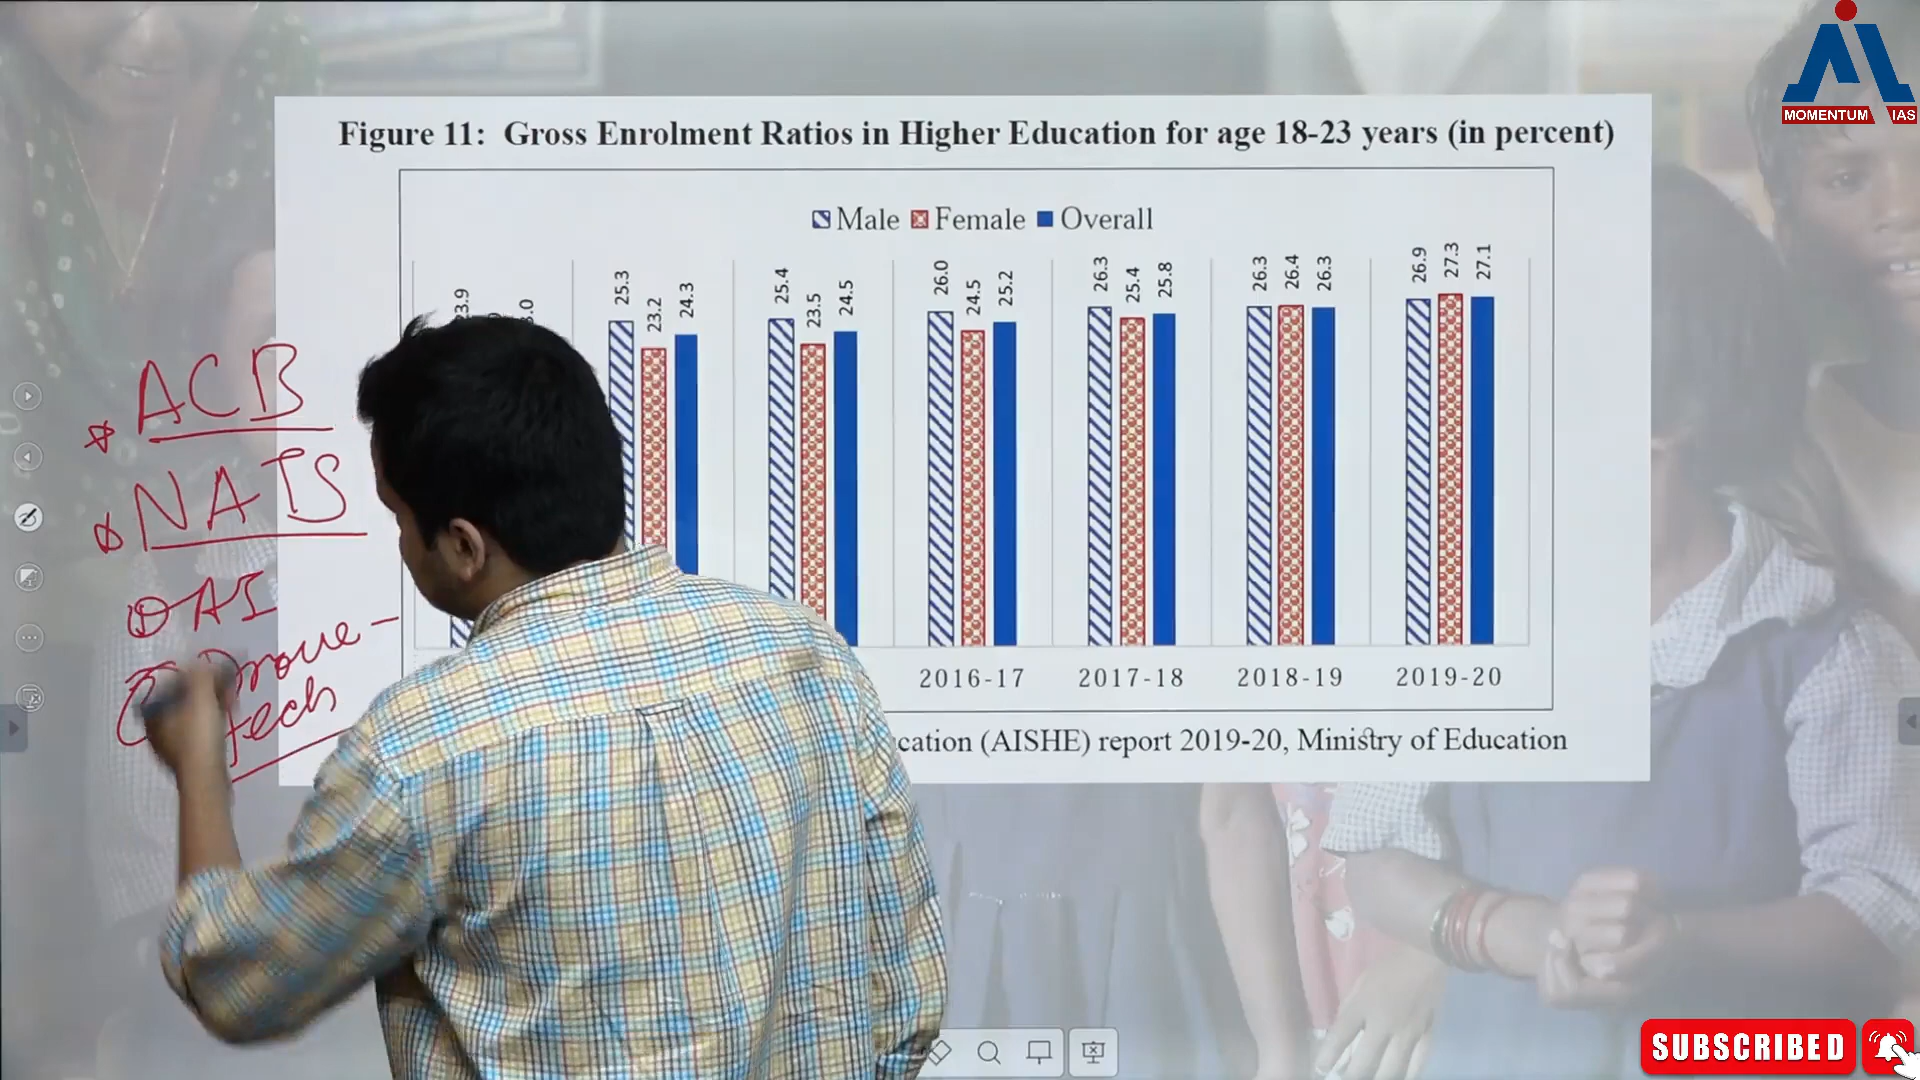 MOMENTUM IAS
Figure 11: Gross Enrolment Ratios in Higher Education for age 18-23 years (in percent)
Male Female Overall
25.3 23.2 24.3
25.4 23.5 24.5
26.0 24.5 25.2
26.3 25.4 25.8
26.3 26.4 26.3
26.9 27.3 27.1
ACB
NATS
AI
tech
2016-17 2017-18 2018-19 2019-20
cation (AISHE) report 2019-20, Ministry of Education
SUBSCRIBED